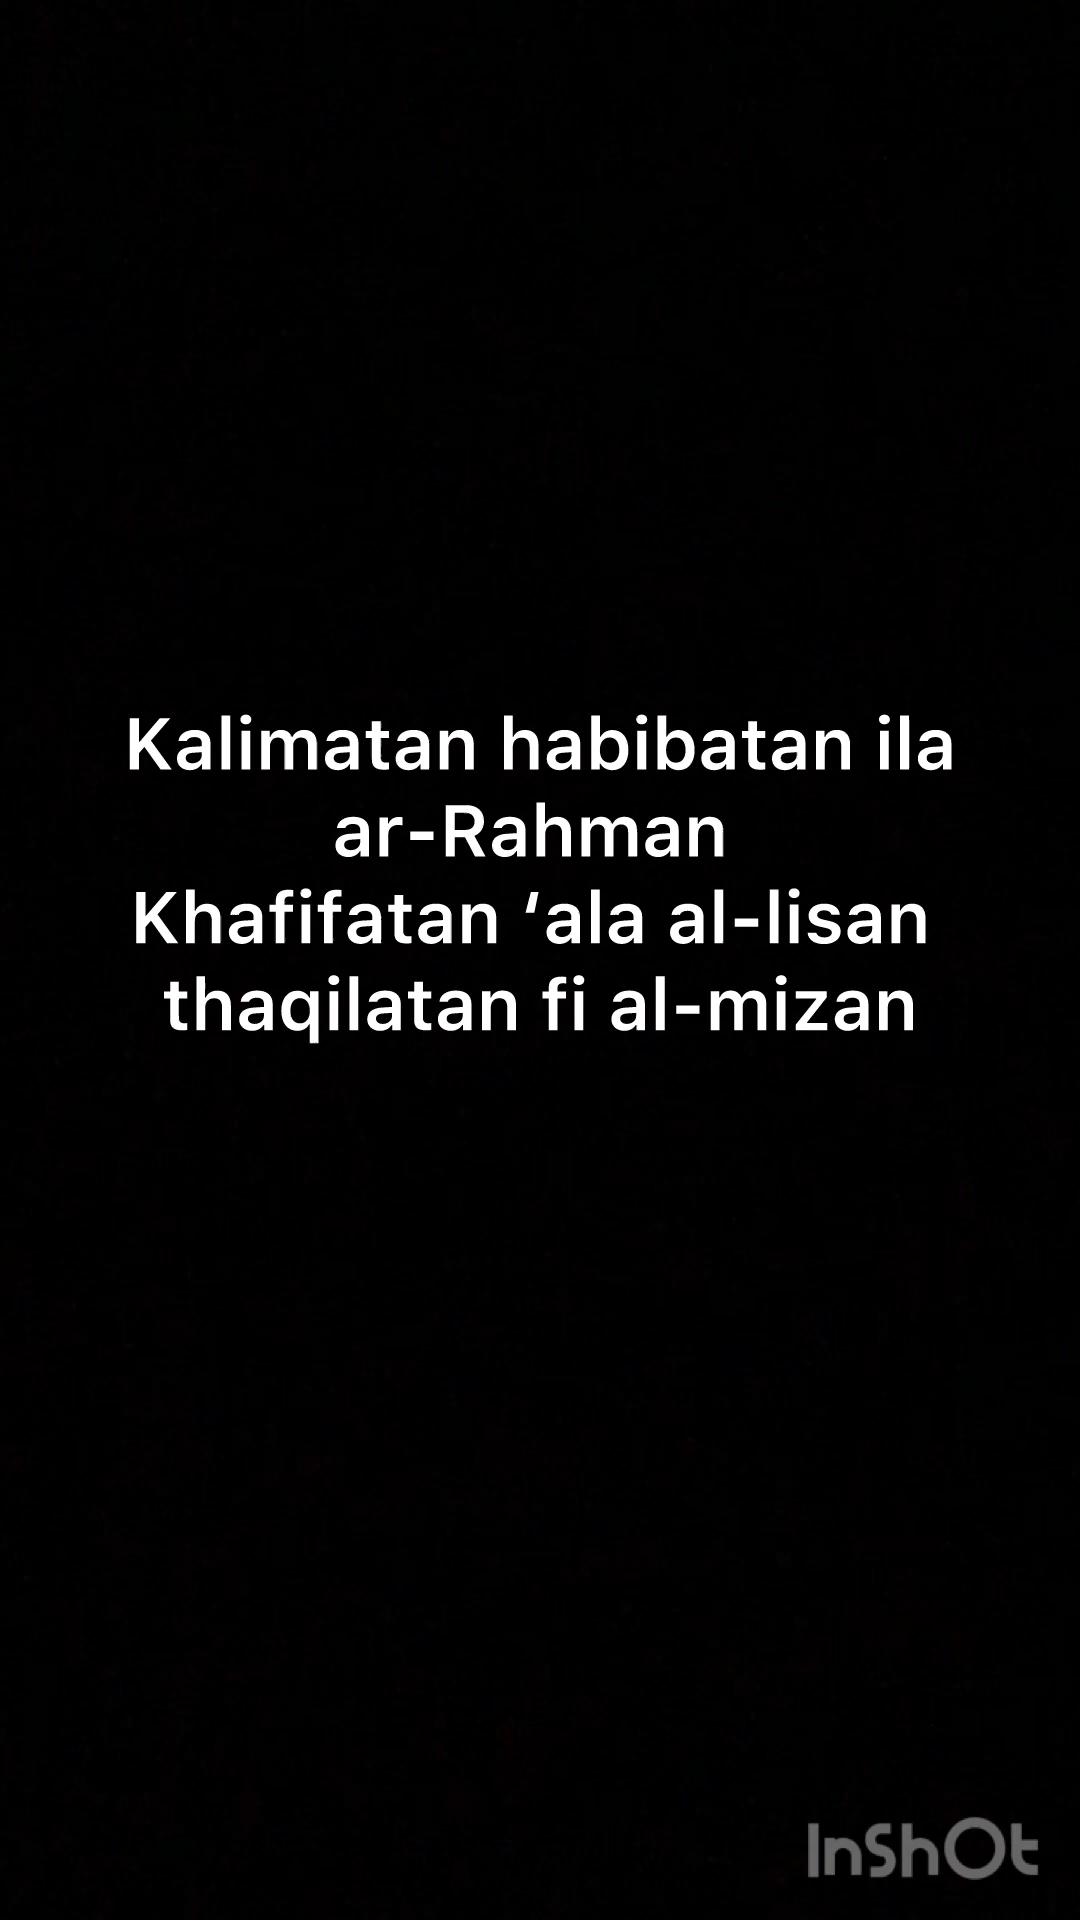 Kalimatan habibatan ila
ar-Rahman
Khafifatan ‘ala al-lisan
thaqilatan fi al-mizan
InShOt